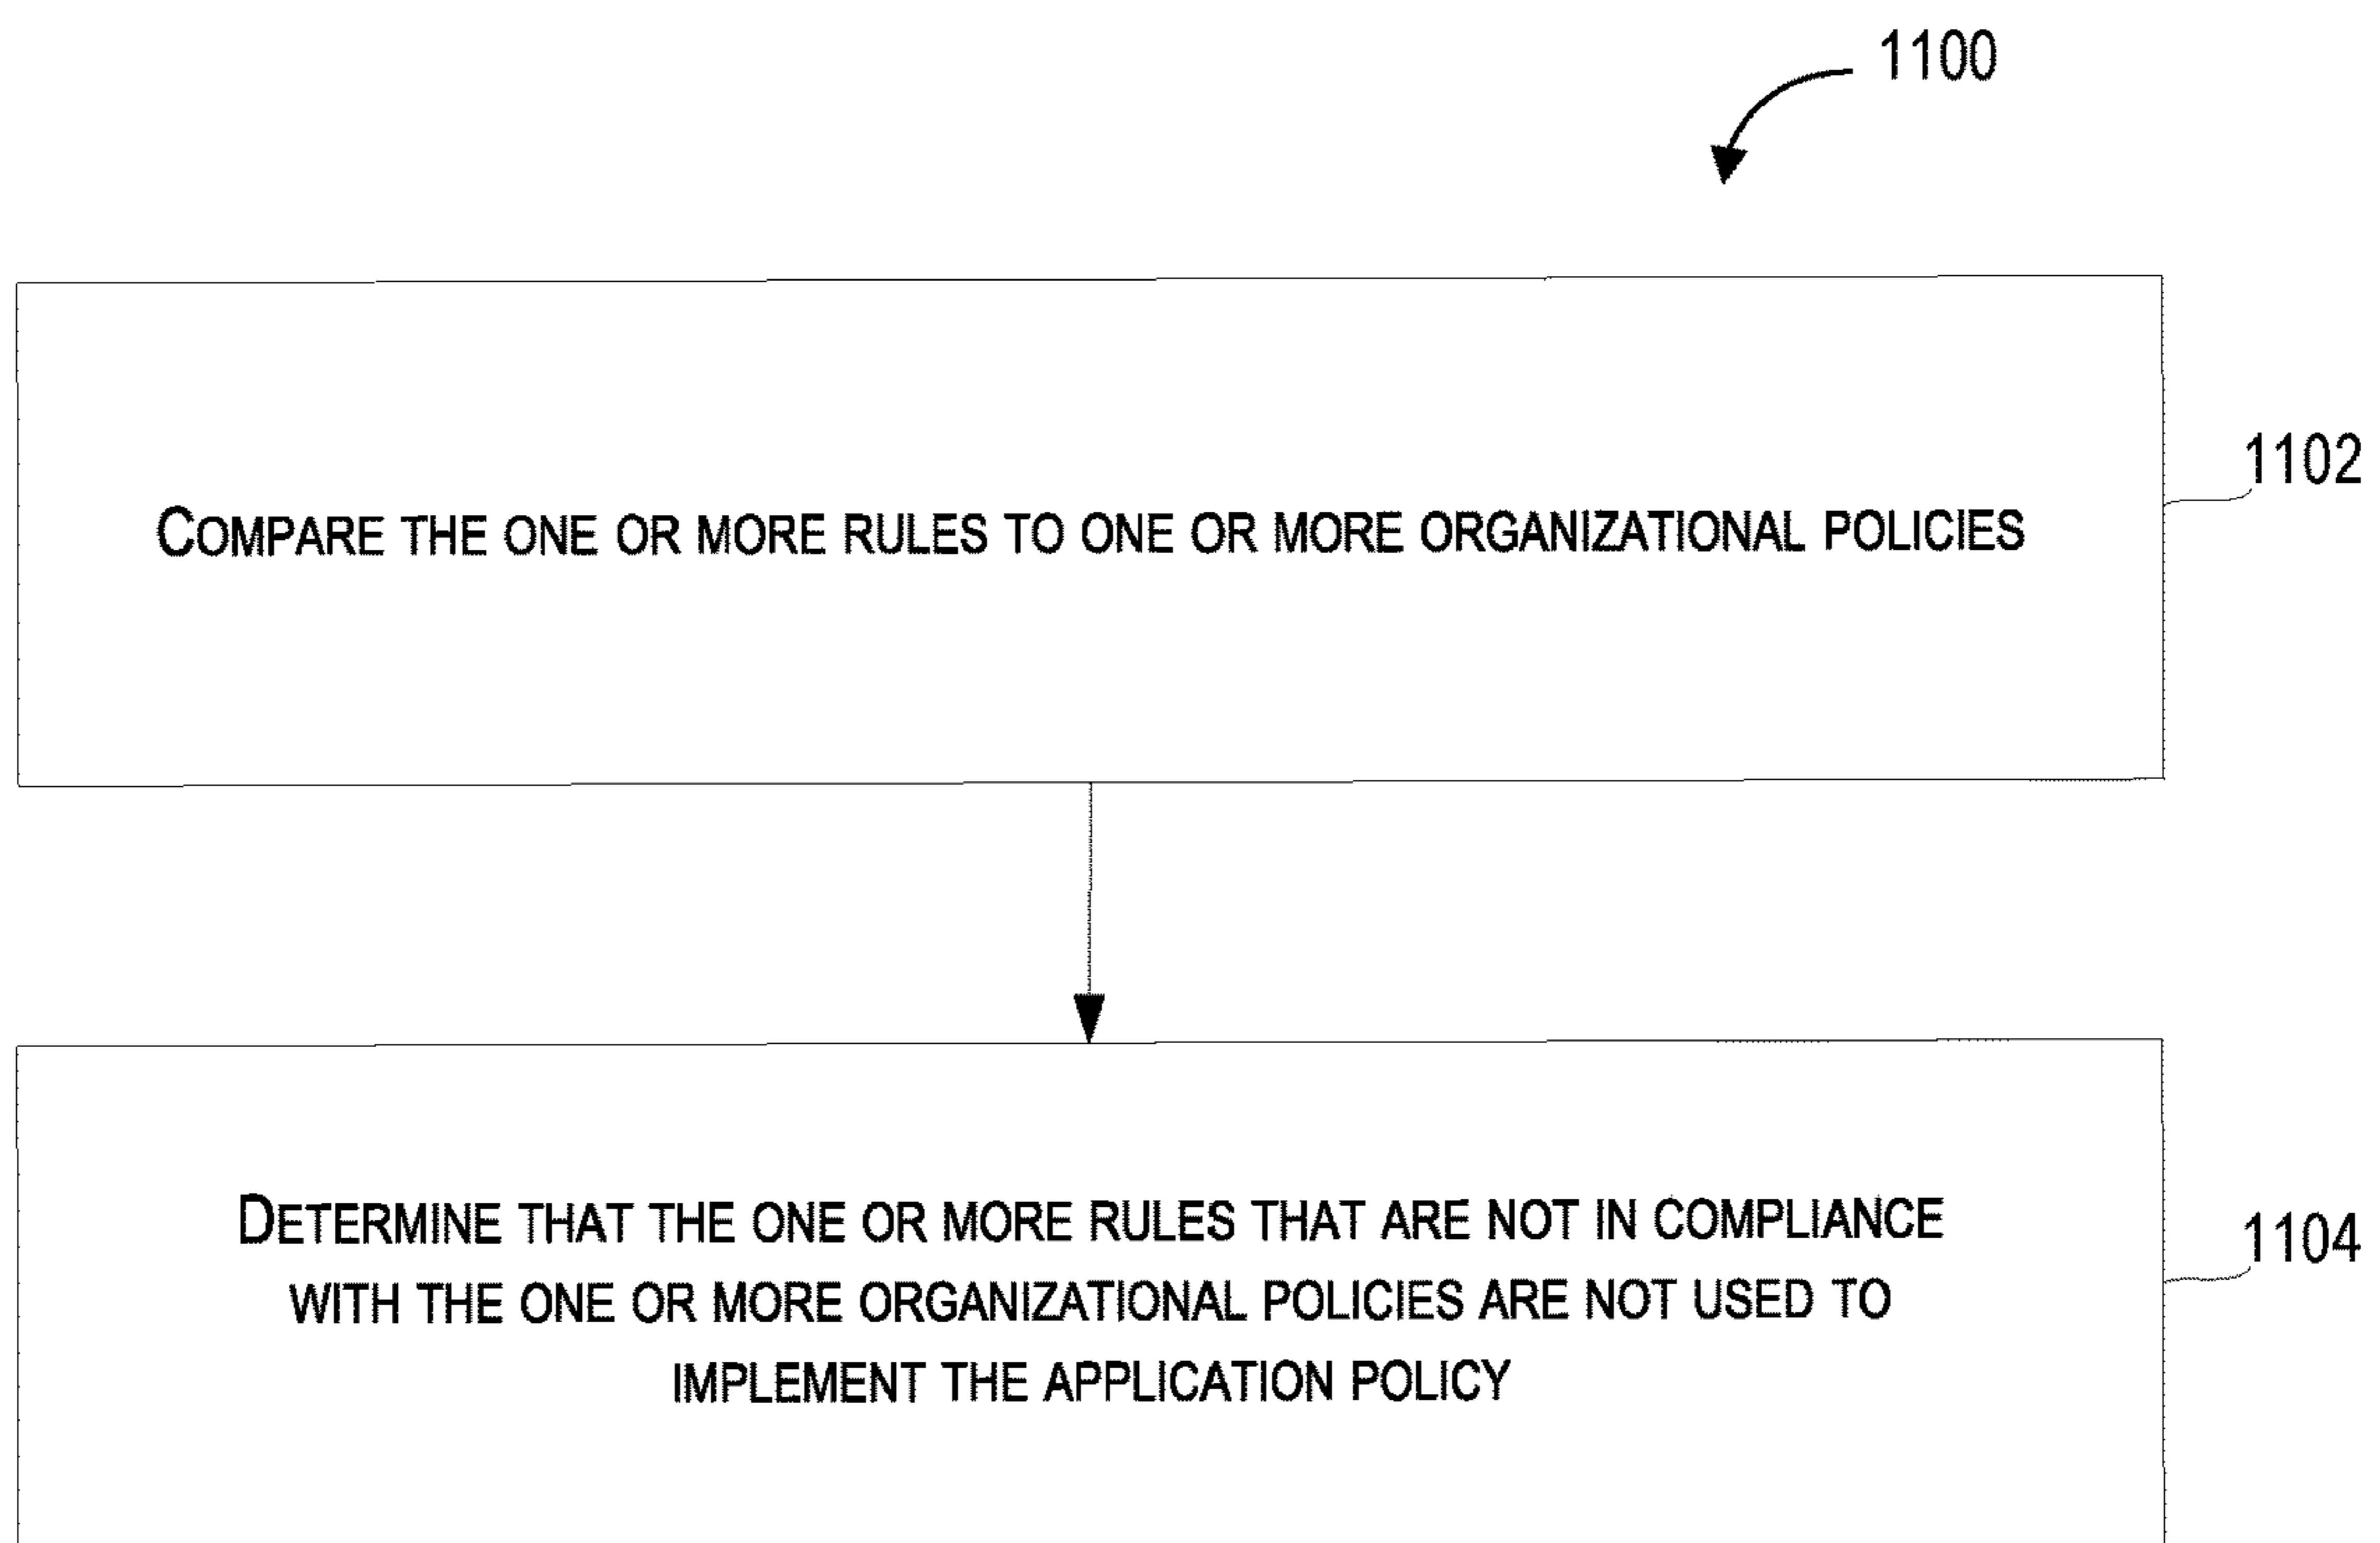 1100
COMPARE THE ONE OR MORE RULES TO ONE OR MORE ORGANIZATIONAL POLICIES
1102
DETERMINE THAT THE ONE OR MORE RULES THAT ARE NOT IN COMPLIANCE
WITH THE ONE OR MORE ORGANIZATIONAL POLICIES ARE NOT USED TO
IMPLEMENT THE APPLICATION POLICY
1104